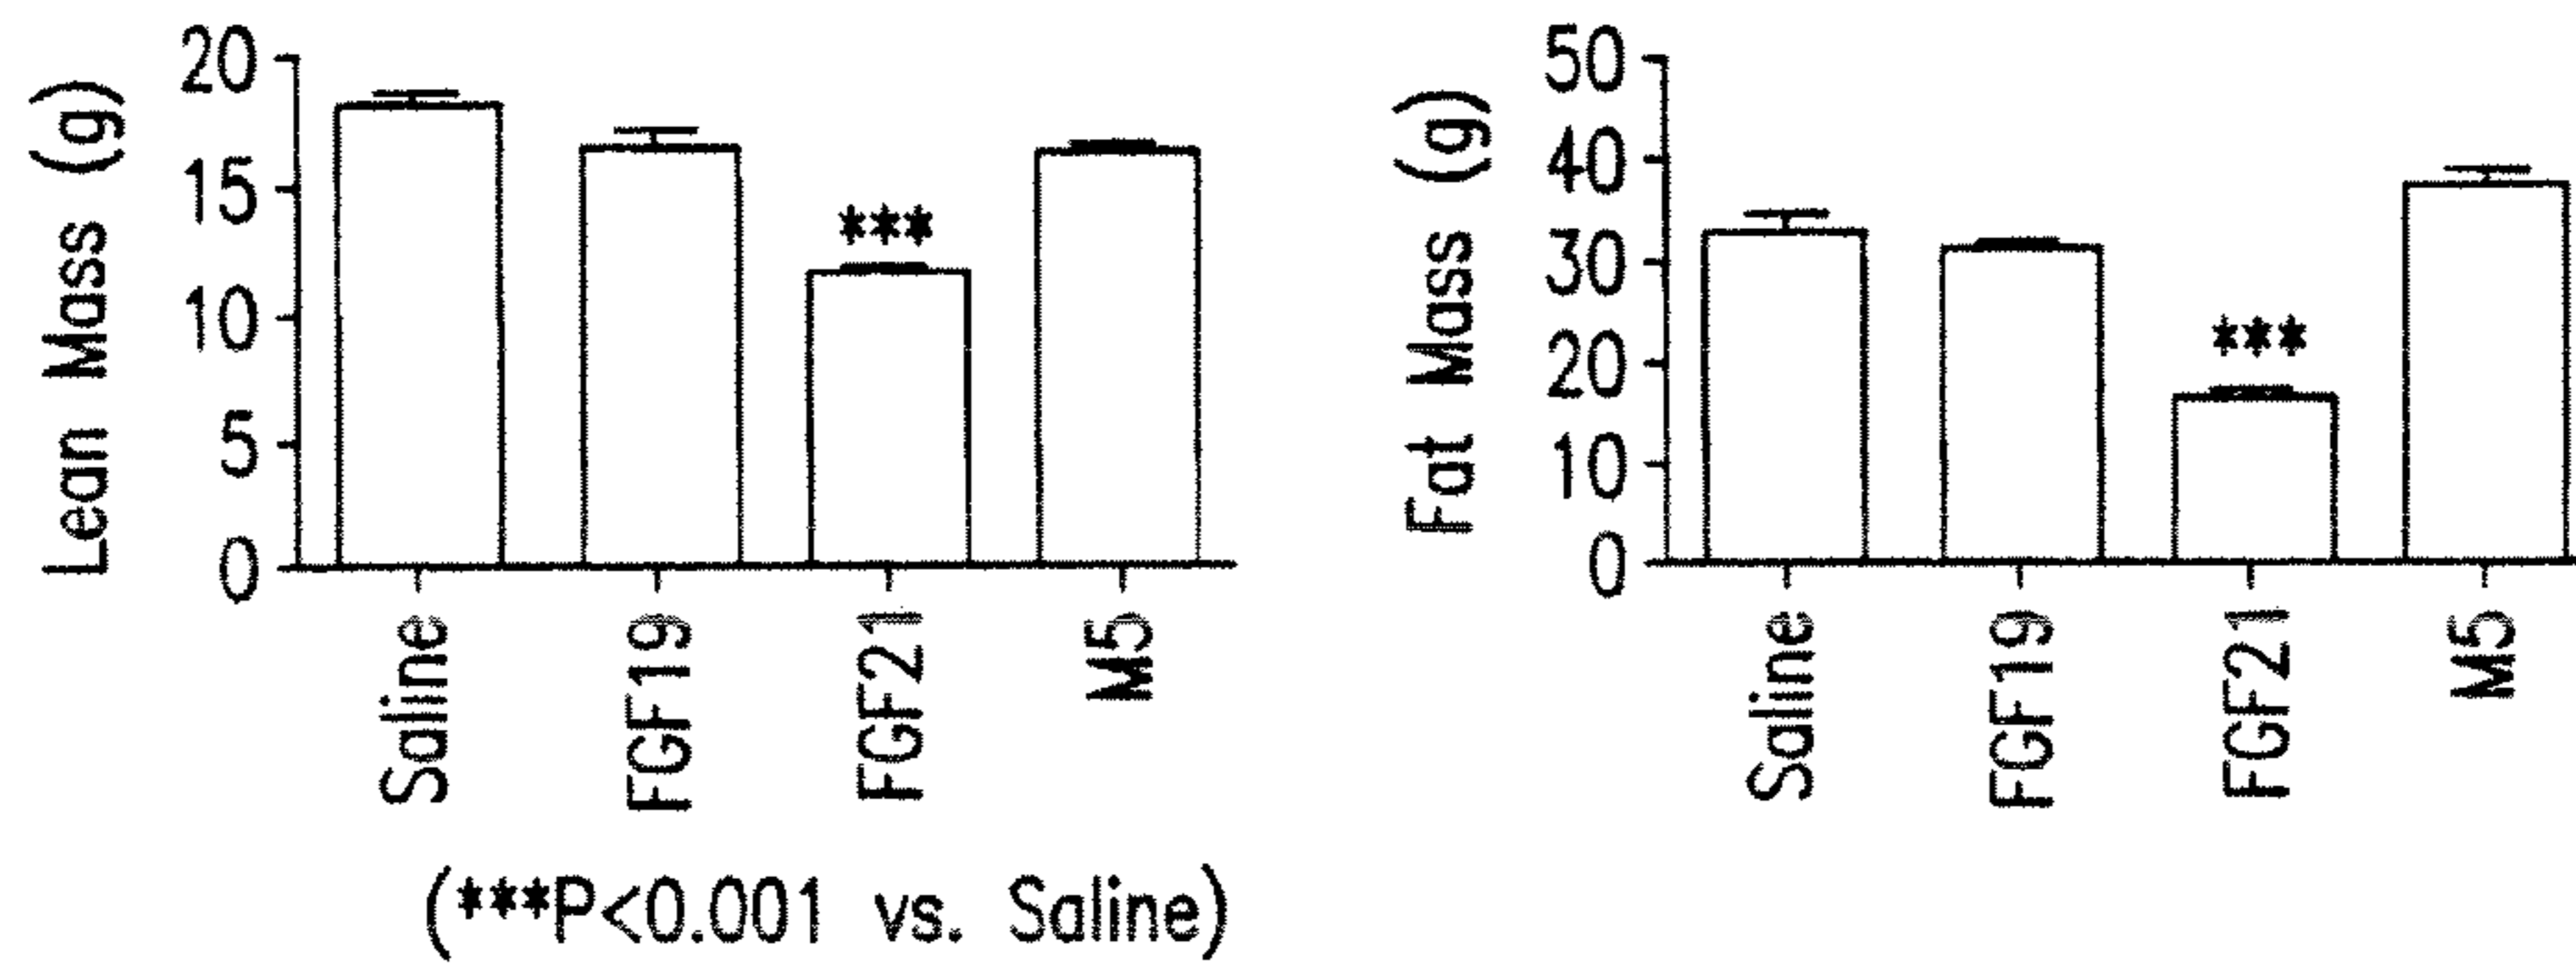 Lean Mass (g)
20
15
10
5
0
***
Saline
FGF19
FGF21
M5
(***P<0.001 vs. Saline)
Fat Mass (g)
50
40
30
20
10
0
***
Saline
FGF19
FGF21
M5